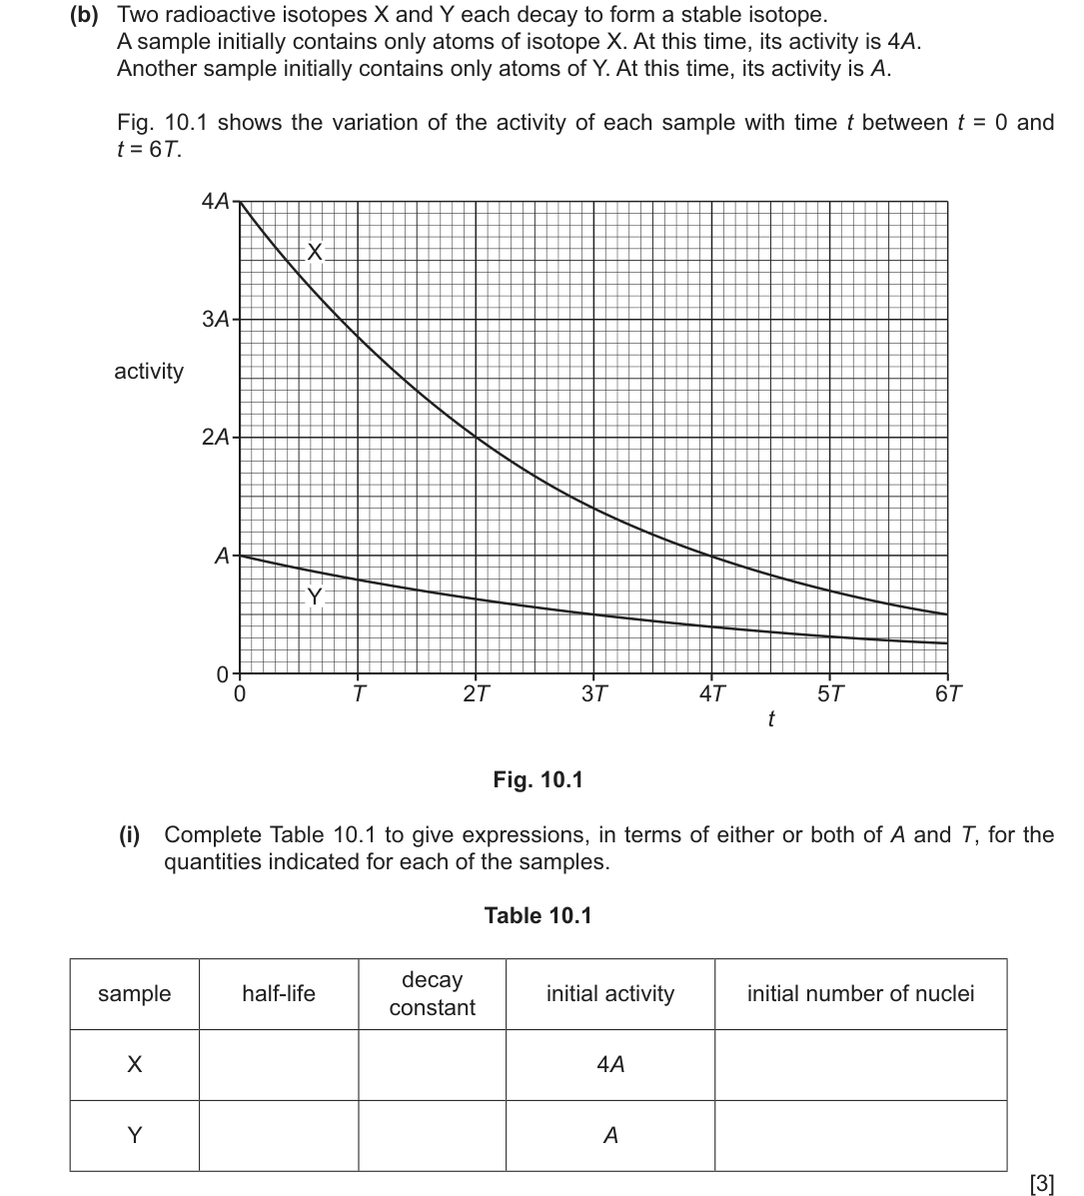 (b) Two radioactive isotopes X and Y each decay to form a stable isotope.
A sample initially contains only atoms of isotope X. At this time, its activity is 4A.
Another sample initially contains only atoms of Y. At this time, its activity is A.
Fig. 10.1 shows the variation of the activity of each sample with time t between t = 0 and
t = 6T.
4A
X
3A
activity
2A
A
Y
0
0 T 2T 3T 4T 5T 6T
t
Fig. 10.1
(i) Complete Table 10.1 to give expressions, in terms of either or both of A and T, for the
quantities indicated for each of the samples.
Table 10.1
sample half-life decay constant initial activity initial number of nuclei
X 4A
Y A
[3]